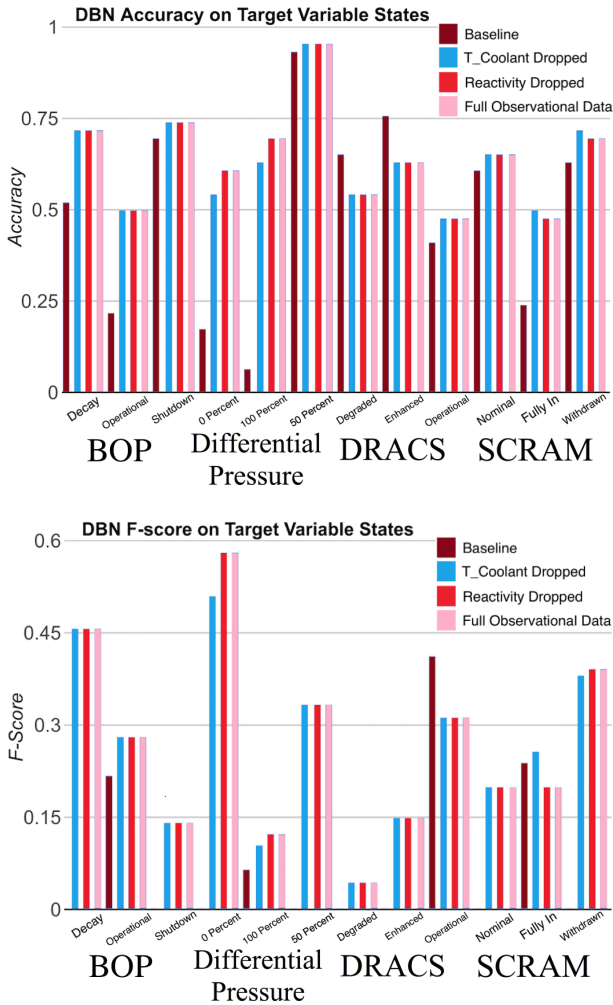 DBN Accuracy on Target Variable States
Baseline
T_Coolant Dropped
Reactivity Dropped
Full Observational Data
1
0.75
0.5
0.25
0
Accuracy
Decay
Operational
Shutdown
0 Percent
100 Percent
50 Percent
Degraded
Enhanced
Operational
Nominal
Fully In
Withdrawn
BOP
Differential
Pressure
DRACS
SCRAM
DBN F-score on Target Variable States
Baseline
T_Coolant Dropped
Reactivity Dropped
Full Observational Data
0.6
0.45
0.3
0.15
0
F-Score
Decay
Operational
Shutdown
0 Percent
100 Percent
50 Percent
Degraded
Enhanced
Operational
Nominal
Fully In
Withdrawn
BOP
Differential
Pressure
DRACS
SCRAM